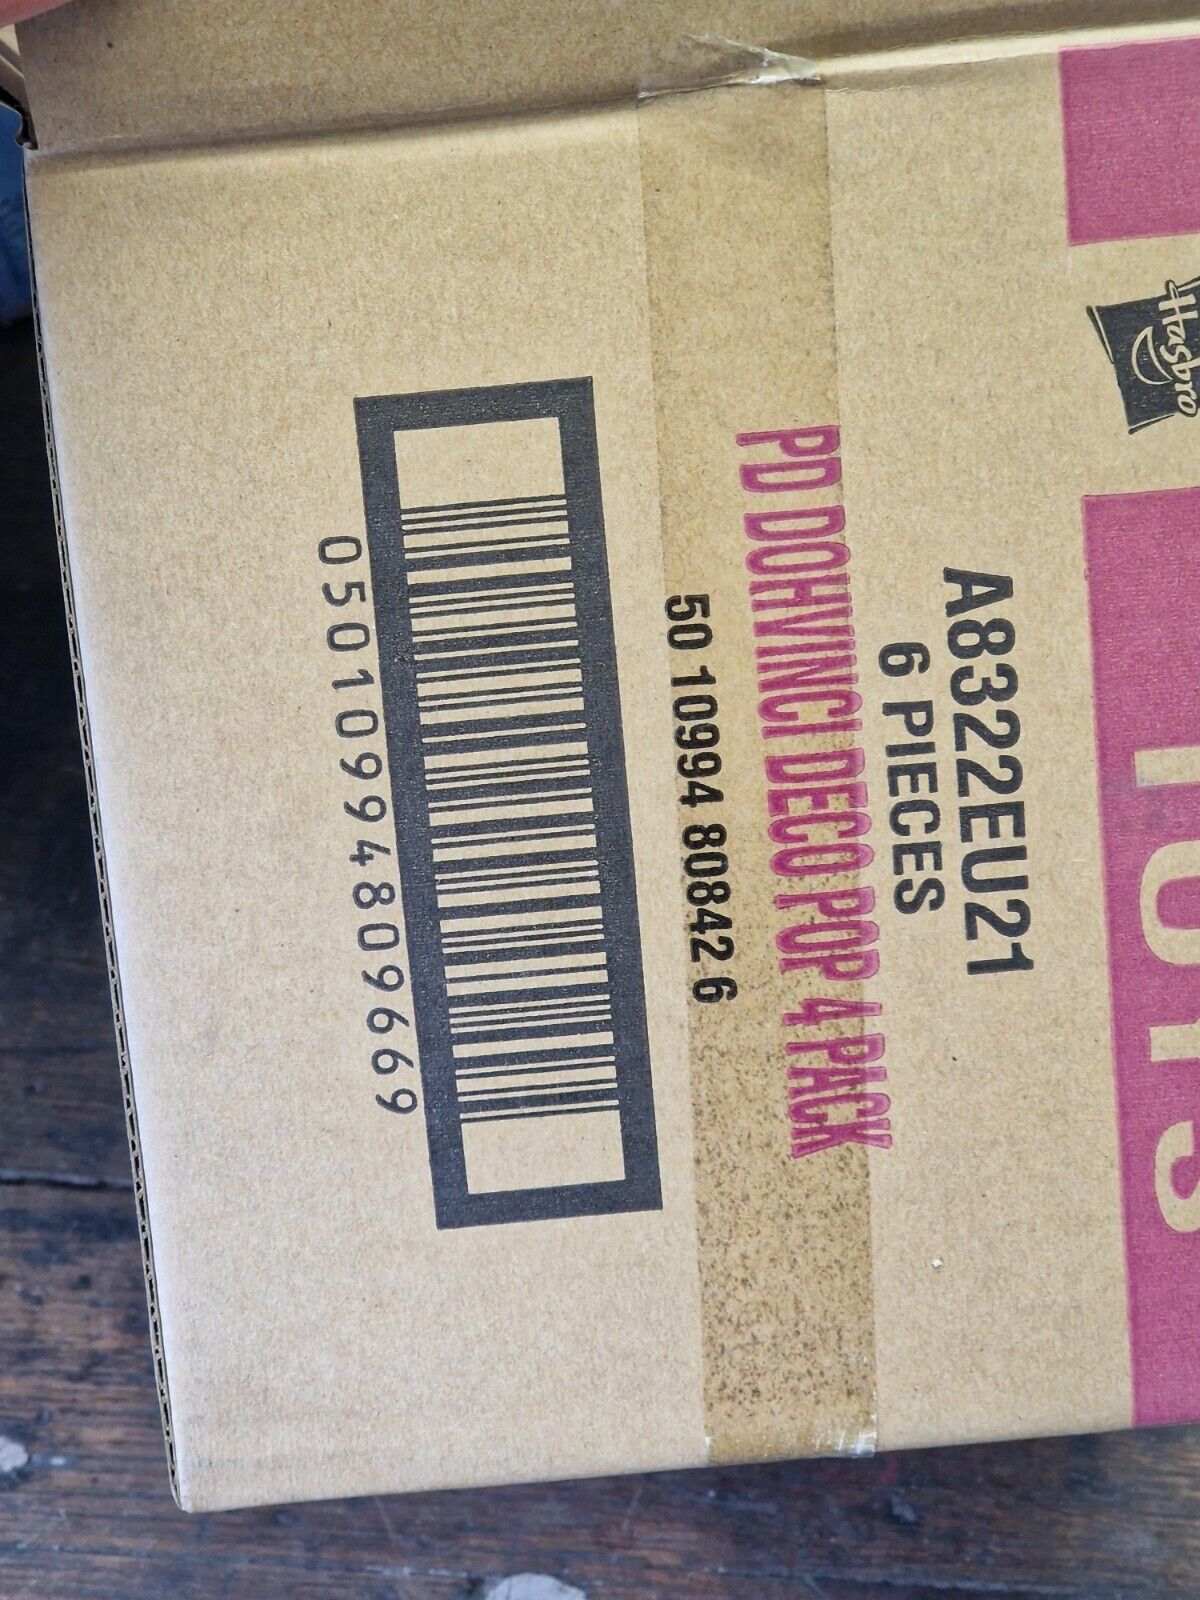 Hasbro
A8322EU21
6 PIECES
PD DOHVINCI DECO POP 4 PACK
50 10994 80842 6
05010994809669